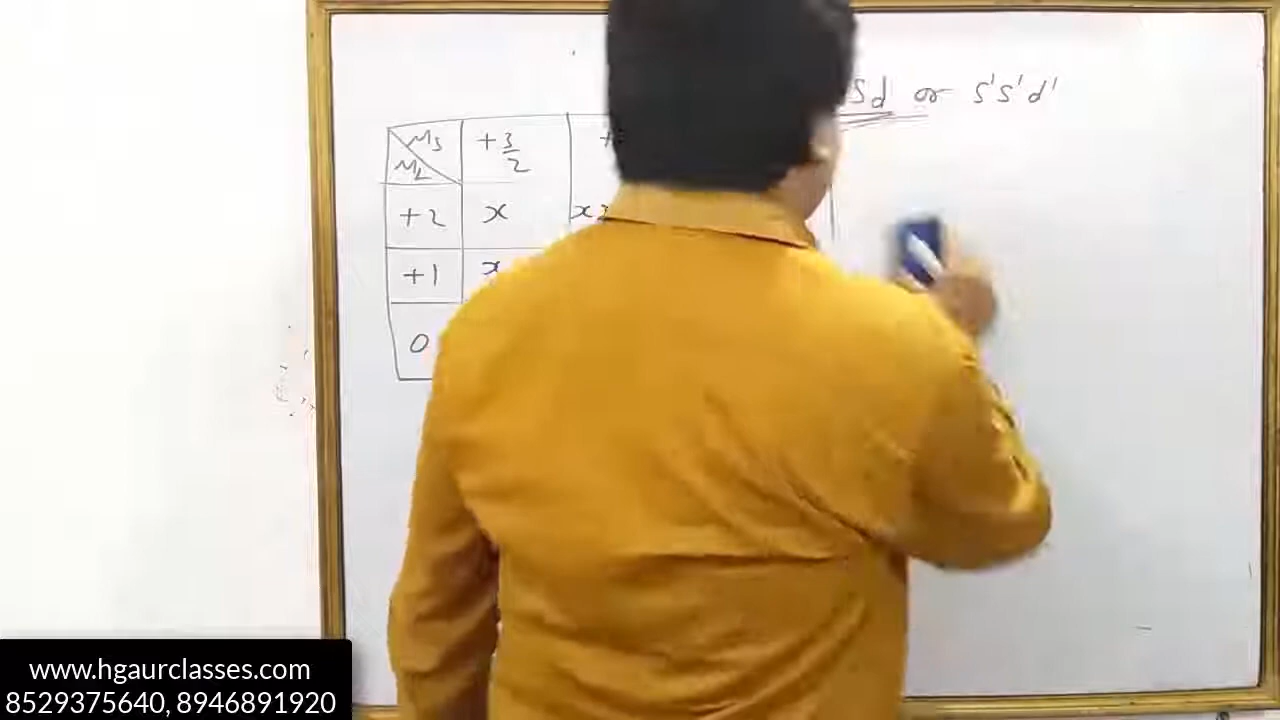 Sd or s's'd'
Ms +3/2 +
ML
+2 x x
+1 x
0
www.hgaurclasses.com
8529375640, 8946891920